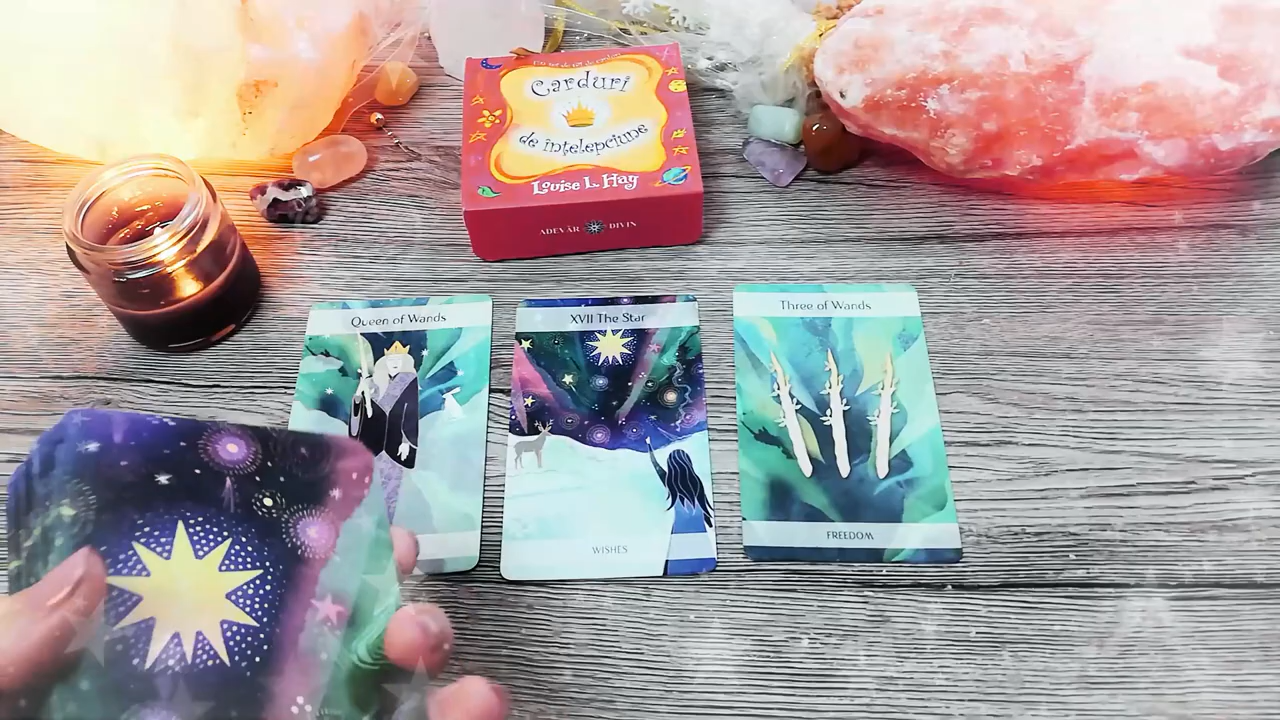 Carduri
de înțelepciune
Louise L. Hay
ADEVĂR DIVIN
Queen of Wands
XVII The Star
WISHES
Three of Wands
FREEDOM